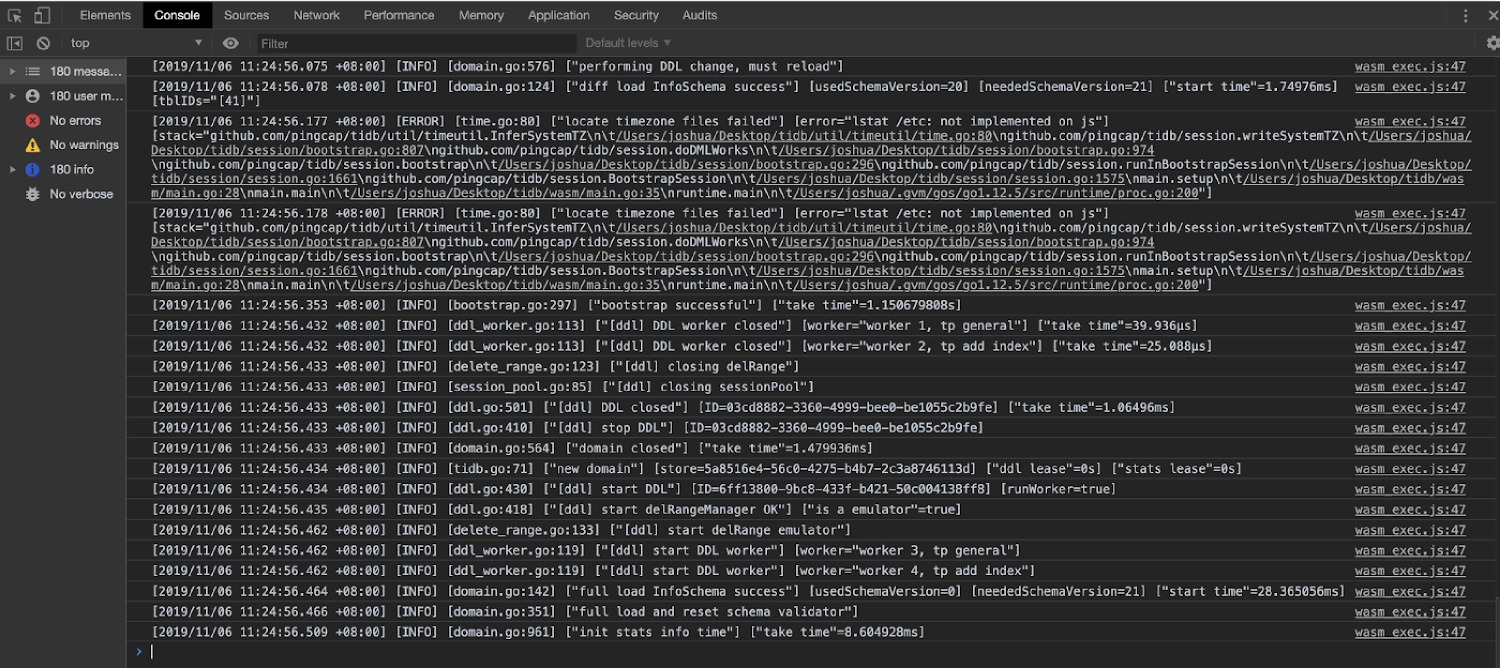 Elements Console Sources Network Performance Memory Application Security Audits
top Filter Default levels
180 messa...
180 user m...
No errors
No warnings
180 info
No verbose
[2019/11/06 11:24:56.075 +08:00] [INFO] [domain.go:576] ["performing DDL change, must reload"] wasm_exec.js:47
[2019/11/06 11:24:56.078 +08:00] [INFO] [domain.go:124] ["diff load InfoSchema success"] [usedSchemaVersion=20] [neededSchemaVersion=21] ["start time"=1.74976ms] wasm_exec.js:47
[tblIDs="[41]"]
[2019/11/06 11:24:56.177 +08:00] [ERROR] [time.go:80] ["locate timezone files failed"] [error="lstat /etc: not implemented on js"] wasm_exec.js:47
[stack="github.com/pingcap/tidb/util/timeutil.InferSystemTZ\n\t/Users/joshua/Desktop/tidb/util/timeutil/time.go:80\ngithub.com/pingcap/tidb/session.writeSystemTZ\n\t/Users/joshua/
Desktop/tidb/session/bootstrap.go:807\ngithub.com/pingcap/tidb/session.doDMLWorks\n\t/Users/joshua/Desktop/tidb/session/bootstrap.go:974
\ngithub.com/pingcap/tidb/session.bootstrap\n\t/Users/joshua/Desktop/tidb/session/bootstrap.go:296\ngithub.com/pingcap/tidb/session.runInBootstrapSession\n\t/Users/joshua/Desktop/
tidb/session/session.go:1661\ngithub.com/pingcap/tidb/session.BootstrapSession\n\t/Users/joshua/Desktop/tidb/session/session.go:1575\nmain.setup\n\t/Users/joshua/Desktop/tidb/was
m/main.go:28\nmain.main\n\t/Users/joshua/Desktop/tidb/wasm/main.go:35\nruntime.main\n\t/Users/joshua/.gvm/gos/go1.12.5/src/runtime/proc.go:200"]
[2019/11/06 11:24:56.178 +08:00] [ERROR] [time.go:80] ["locate timezone files failed"] [error="lstat /etc: not implemented on js"] wasm_exec.js:47
[stack="github.com/pingcap/tidb/util/timeutil.InferSystemTZ\n\t/Users/joshua/Desktop/tidb/util/timeutil/time.go:80\ngithub.com/pingcap/tidb/session.writeSystemTZ\n\t/Users/joshua/
Desktop/tidb/session/bootstrap.go:807\ngithub.com/pingcap/tidb/session.doDMLWorks\n\t/Users/joshua/Desktop/tidb/session/bootstrap.go:974
\ngithub.com/pingcap/tidb/session.bootstrap\n\t/Users/joshua/Desktop/tidb/session/bootstrap.go:296\ngithub.com/pingcap/tidb/session.runInBootstrapSession\n\t/Users/joshua/Desktop/
tidb/session/session.go:1661\ngithub.com/pingcap/tidb/session.BootstrapSession\n\t/Users/joshua/Desktop/tidb/session/session.go:1575\nmain.setup\n\t/Users/joshua/Desktop/tidb/was
m/main.go:28\nmain.main\n\t/Users/joshua/Desktop/tidb/wasm/main.go:35\nruntime.main\n\t/Users/joshua/.gvm/gos/go1.12.5/src/runtime/proc.go:200"]
[2019/11/06 11:24:56.353 +08:00] [INFO] [bootstrap.go:297] ["bootstrap successful"] ["take time"=1.150679808s] wasm_exec.js:47
[2019/11/06 11:24:56.432 +08:00] [INFO] [ddl_worker.go:113] ["[ddl] DDL worker closed"] [worker="worker 1, tp general"] ["take time"=39.936µs] wasm_exec.js:47
[2019/11/06 11:24:56.432 +08:00] [INFO] [ddl_worker.go:113] ["[ddl] DDL worker closed"] [worker="worker 2, tp add index"] ["take time"=25.088µs] wasm_exec.js:47
[2019/11/06 11:24:56.433 +08:00] [INFO] [delete_range.go:123] ["[ddl] closing delRange"] wasm_exec.js:47
[2019/11/06 11:24:56.433 +08:00] [INFO] [session_pool.go:85] ["[ddl] closing sessionPool"] wasm_exec.js:47
[2019/11/06 11:24:56.433 +08:00] [INFO] [ddl.go:501] ["[ddl] DDL closed"] [ID=03cd8882-3360-4999-bee0-be1055c2b9fe] ["take time"=1.06496ms] wasm_exec.js:47
[2019/11/06 11:24:56.433 +08:00] [INFO] [ddl.go:410] ["[ddl] stop DDL"] [ID=03cd8882-3360-4999-bee0-be1055c2b9fe] wasm_exec.js:47
[2019/11/06 11:24:56.433 +08:00] [INFO] [domain.go:564] ["domain closed"] ["take time"=1.479936ms] wasm_exec.js:47
[2019/11/06 11:24:56.434 +08:00] [INFO] [tidb.go:71] ["new domain"] [store=5a8516e4-56c0-4275-b4b7-2c3a8746113d] ["ddl lease"=0s] ["stats lease"=0s] wasm_exec.js:47
[2019/11/06 11:24:56.434 +08:00] [INFO] [ddl.go:430] ["[ddl] start DDL"] [ID=6ff13800-9bc8-433f-b421-50c004138ff8] [runWorker=true] wasm_exec.js:47
[2019/11/06 11:24:56.435 +08:00] [INFO] [ddl.go:418] ["[ddl] start delRangeManager OK"] ["is a emulator"=true] wasm_exec.js:47
[2019/11/06 11:24:56.462 +08:00] [INFO] [delete_range.go:133] ["[ddl] start delRange emulator"] wasm_exec.js:47
[2019/11/06 11:24:56.462 +08:00] [INFO] [ddl_worker.go:119] ["[ddl] start DDL worker"] [worker="worker 3, tp general"] wasm_exec.js:47
[2019/11/06 11:24:56.462 +08:00] [INFO] [ddl_worker.go:119] ["[ddl] start DDL worker"] [worker="worker 4, tp add index"] wasm_exec.js:47
[2019/11/06 11:24:56.464 +08:00] [INFO] [domain.go:142] ["full load InfoSchema success"] [usedSchemaVersion=0] [neededSchemaVersion=21] ["start time"=28.365056ms] wasm_exec.js:47
[2019/11/06 11:24:56.466 +08:00] [INFO] [domain.go:351] ["full load and reset schema validator"] wasm_exec.js:47
[2019/11/06 11:24:56.509 +08:00] [INFO] [domain.go:961] ["init stats info time"] ["take time"=8.604928ms] wasm_exec.js:47